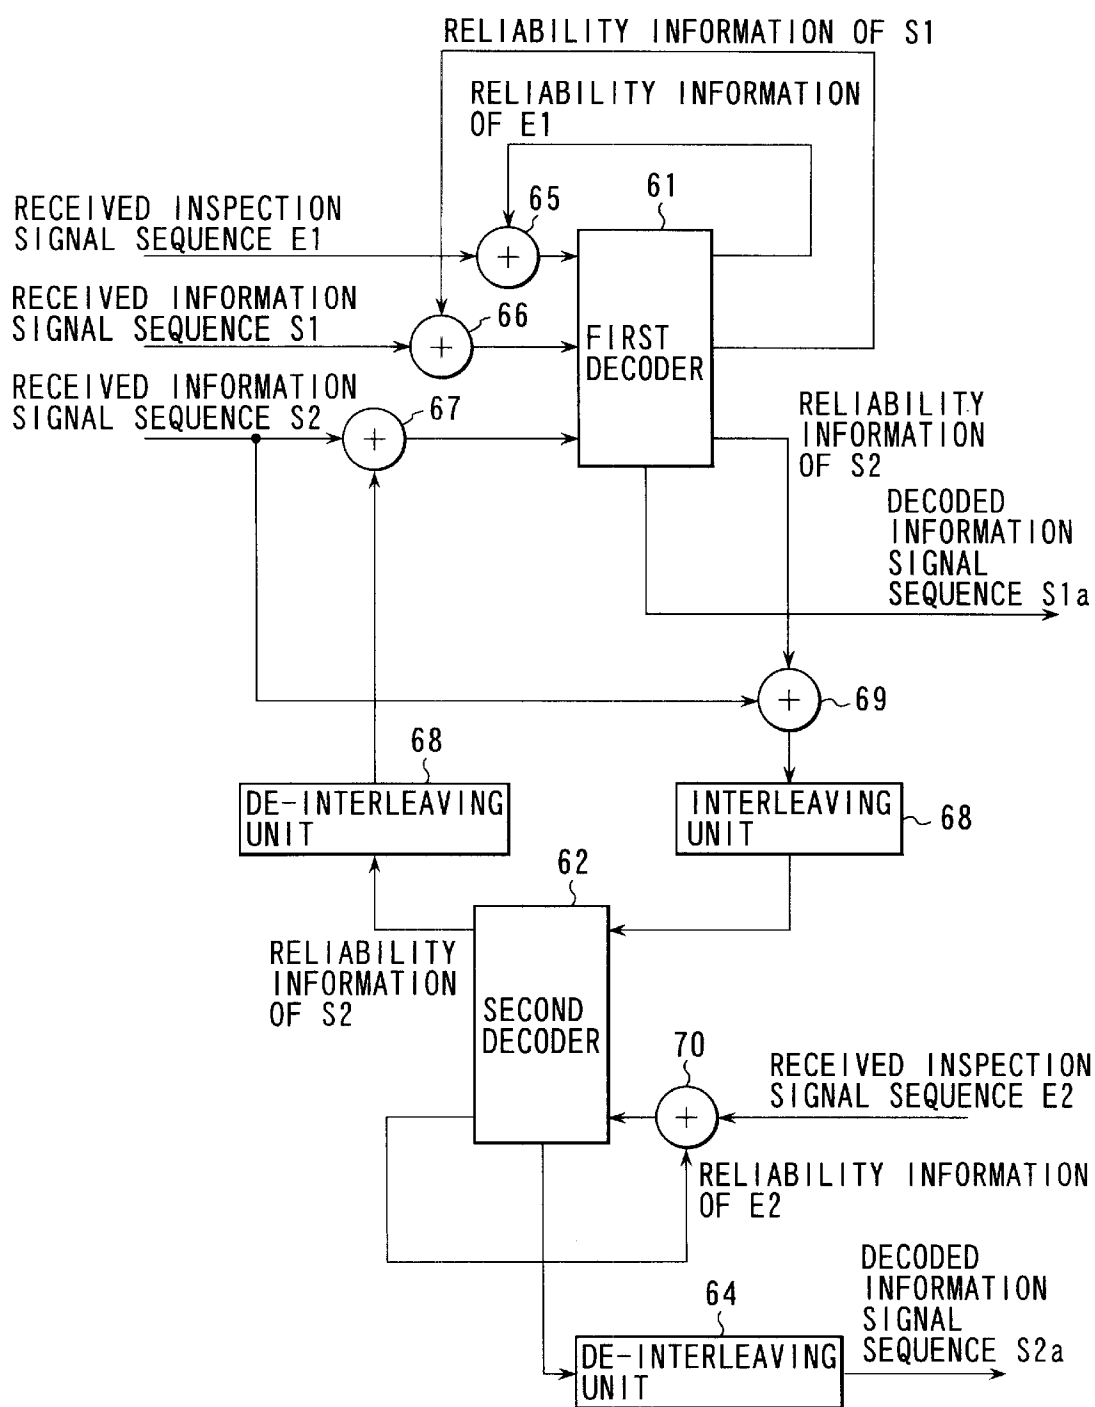 RELIABILITY INFORMATION OF S1
RELIABILITY INFORMATION
OF E1
65
61
RECEIVED INSPECTION
SIGNAL SEQUENCE E1
+
RECEIVED INFORMATION
SIGNAL SEQUENCE S1
66
+
FIRST
DECODER
RECEIVED INFORMATION
SIGNAL SEQUENCE S2
67
+
RELIABILITY
INFORMATION
OF S2
DECODED
INFORMATION
SIGNAL
SEQUENCE S1a
+
69
68
DE-INTERLEAVING
UNIT
INTERLEAVING
UNIT
68
62
RELIABILITY
INFORMATION
OF S2
SECOND
DECODER
70
+
RECEIVED INSPECTION
SIGNAL SEQUENCE E2
RELIABILITY INFORMATION
OF E2
DECODED
INFORMATION
SIGNAL
SEQUENCE S2a
64
DE-INTERLEAVING
UNIT